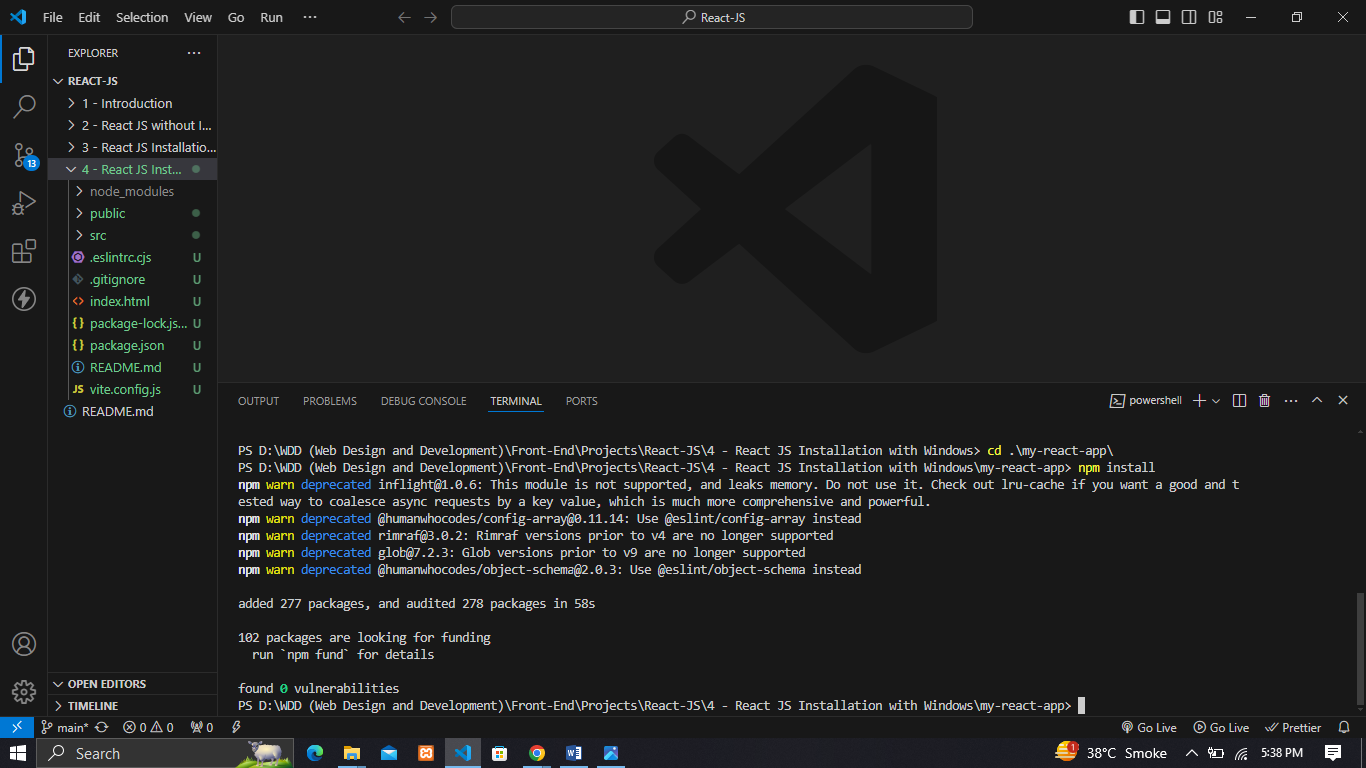 File Edit Selection View Go Run ···
React-JS
EXPLORER ···
REACT-JS
1 - Introduction
2 - React JS without I...
3 - React JS Installatio...
4 - React JS Inst...
node_modules
public
src
.eslintrc.cjs U
.gitignore U
index.html U
package-lock.js... U
package.json U
README.md U
JS vite.config.js U
README.md
13
OPEN EDITORS
TIMELINE
OUTPUT PROBLEMS DEBUG CONSOLE TERMINAL PORTS
powershell
PS D:\WDD (Web Design and Development)\Front-End\Projects\React-JS\4 - React JS Installation with Windows> cd .\my-react-app\
PS D:\WDD (Web Design and Development)\Front-End\Projects\React-JS\4 - React JS Installation with Windows\my-react-app> npm install
npm warn deprecated inflight@1.0.6: This module is not supported, and leaks memory. Do not use it. Check out lru-cache if you want a good and t
ested way to coalesce async requests by a key value, which is much more comprehensive and powerful.
npm warn deprecated @humanwhocodes/config-array@0.11.14: Use @eslint/config-array instead
npm warn deprecated rimraf@3.0.2: Rimraf versions prior to v4 are no longer supported
npm warn deprecated glob@7.2.3: Glob versions prior to v9 are no longer supported
npm warn deprecated @humanwhocodes/object-schema@2.0.3: Use @eslint/object-schema instead
added 277 packages, and audited 278 packages in 58s
102 packages are looking for funding
run `npm fund` for details
found 0 vulnerabilities
PS D:\WDD (Web Design and Development)\Front-End\Projects\React-JS\4 - React JS Installation with Windows\my-react-app>
main* 0 0 0 Go Live Go Live Prettier
Search 1 38°C Smoke 5:38 PM